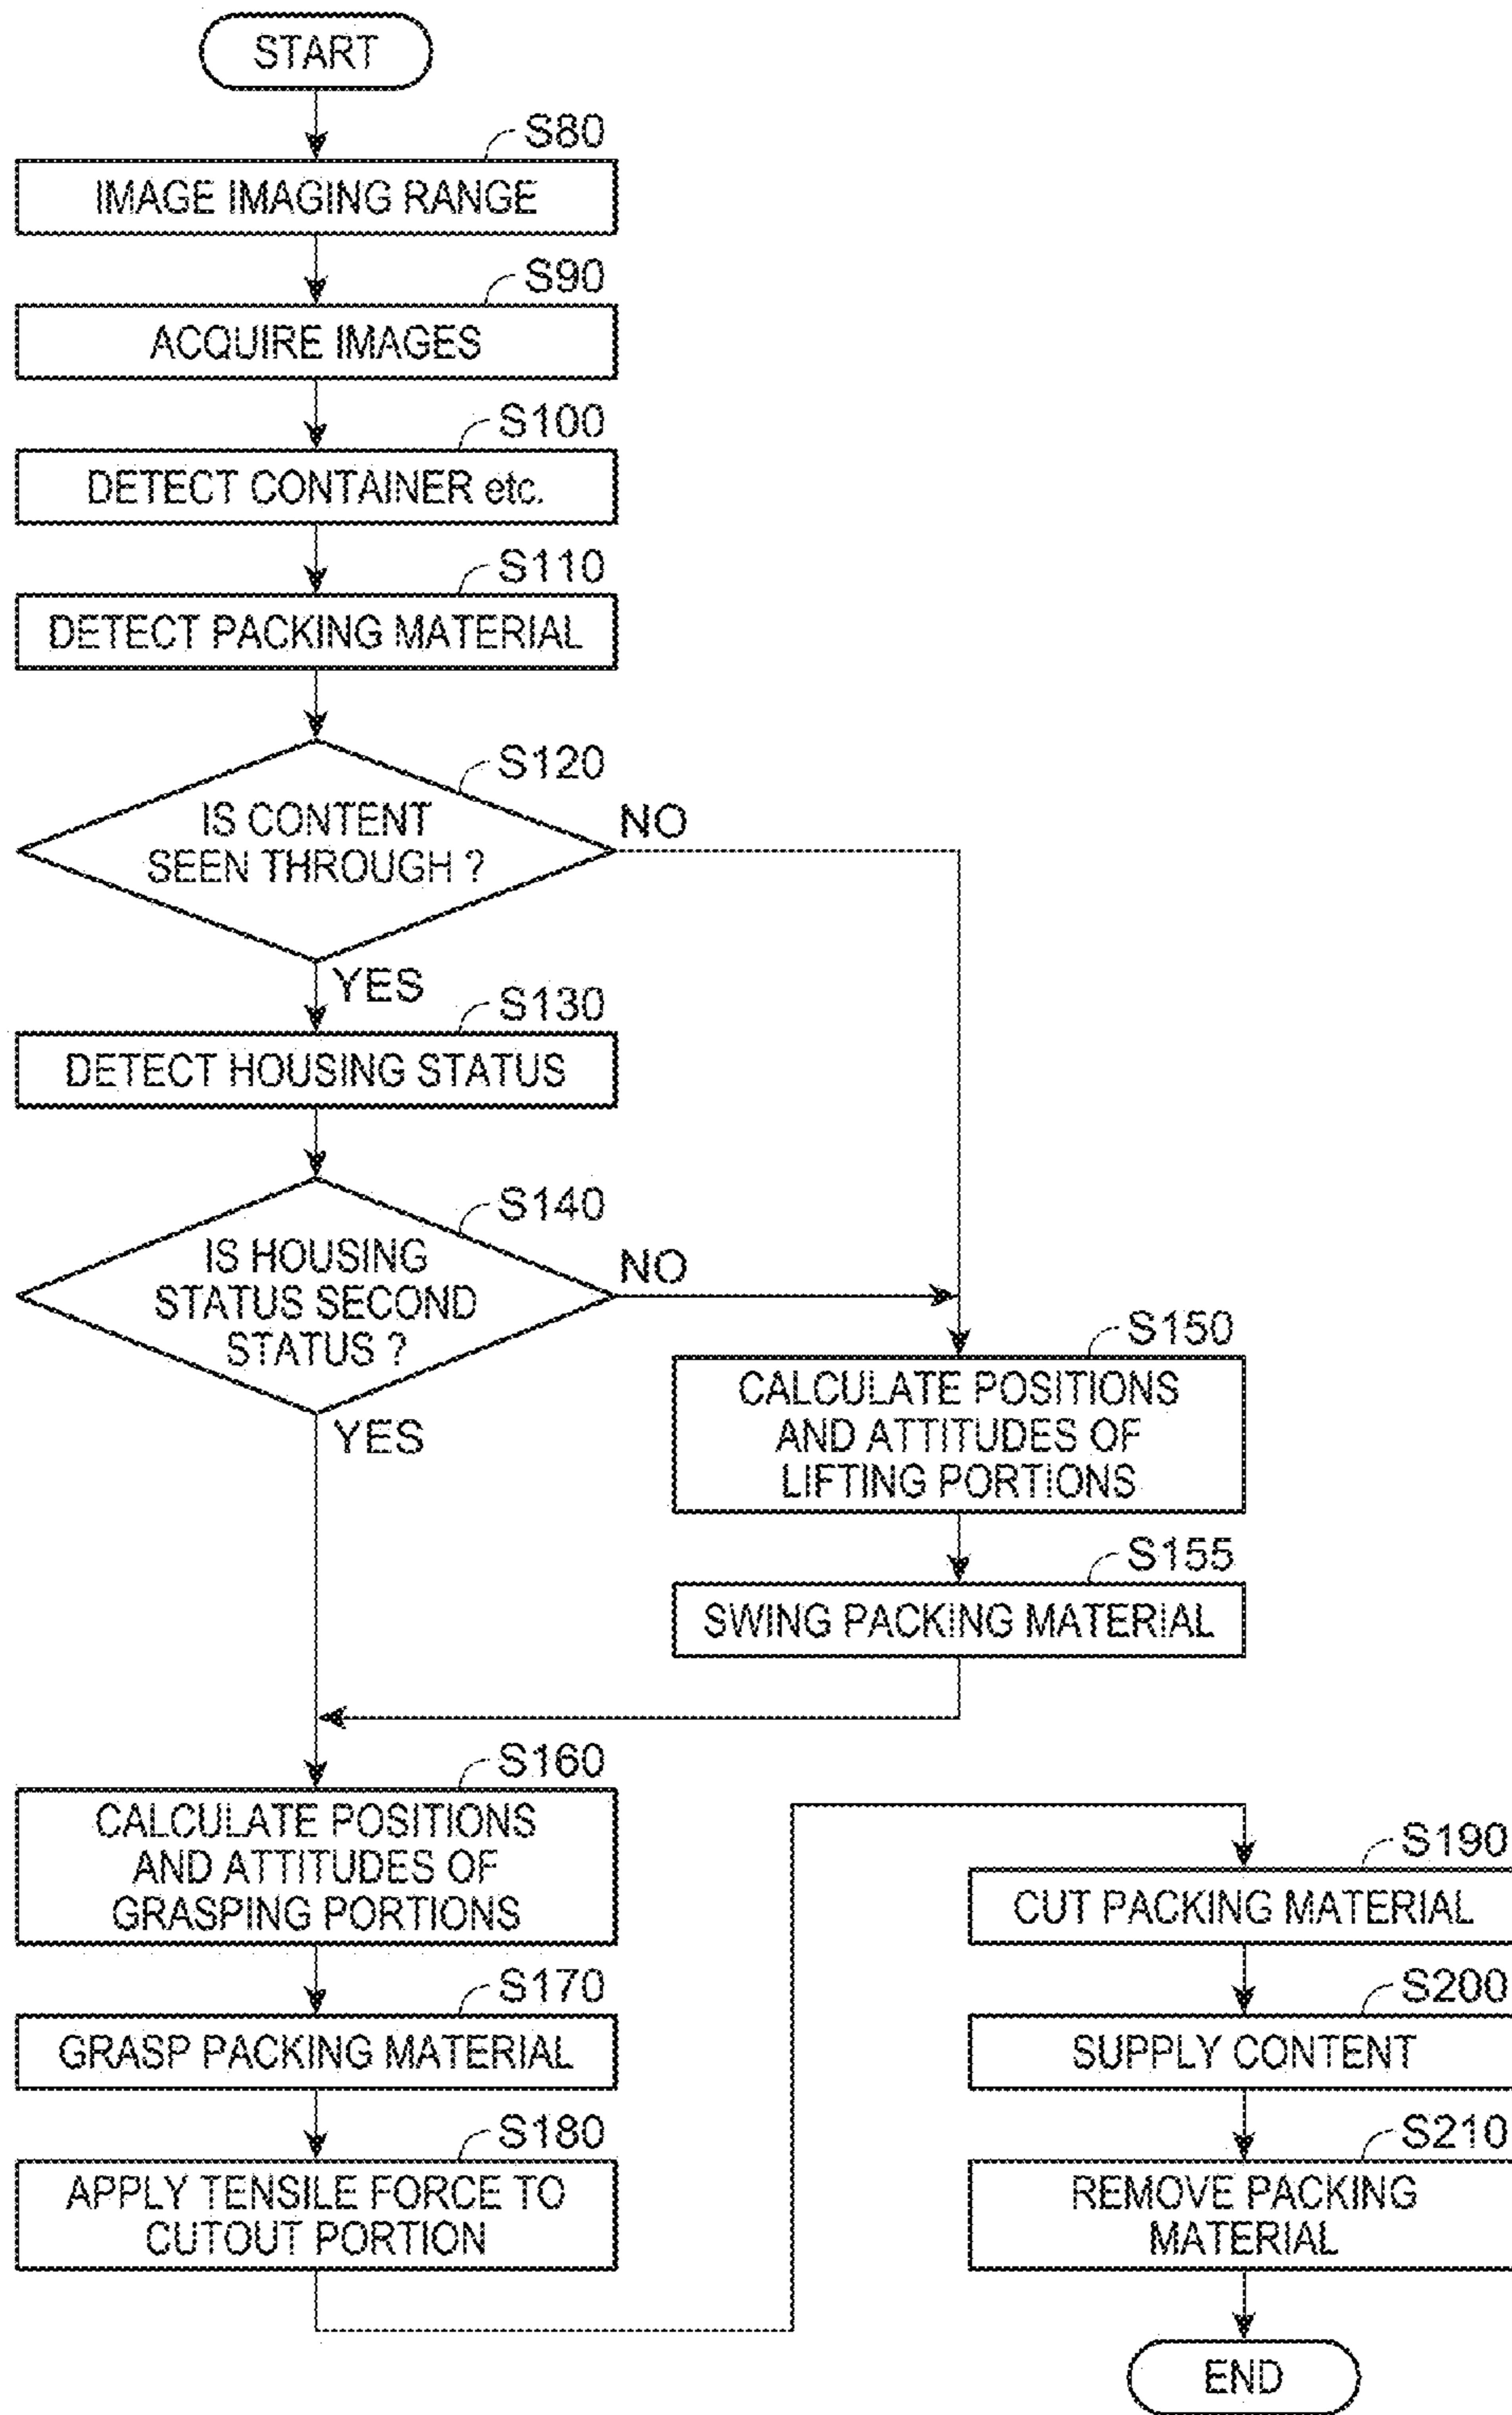 START
S80
IMAGE IMAGING RANGE
S90
ACQUIRE IMAGES
S100
DETECT CONTAINER etc.
S110
DETECT PACKING MATERIAL
S120
IS CONTENT
SEEN THROUGH ?
NO
YES
S130
DETECT HOUSING STATUS
S140
IS HOUSING
STATUS SECOND
STATUS ?
NO
YES
S150
CALCULATE POSITIONS
AND ATTITUDES OF
LIFTING PORTIONS
S155
SWING PACKING MATERIAL
S160
CALCULATE POSITIONS
AND ATTITUDES OF
GRASPING PORTIONS
S170
GRASP PACKING MATERIAL
S180
APPLY TENSILE FORCE TO
CUTOUT PORTION
S190
CUT PACKING MATERIAL
S200
SUPPLY CONTENT
S210
REMOVE PACKING
MATERIAL
END